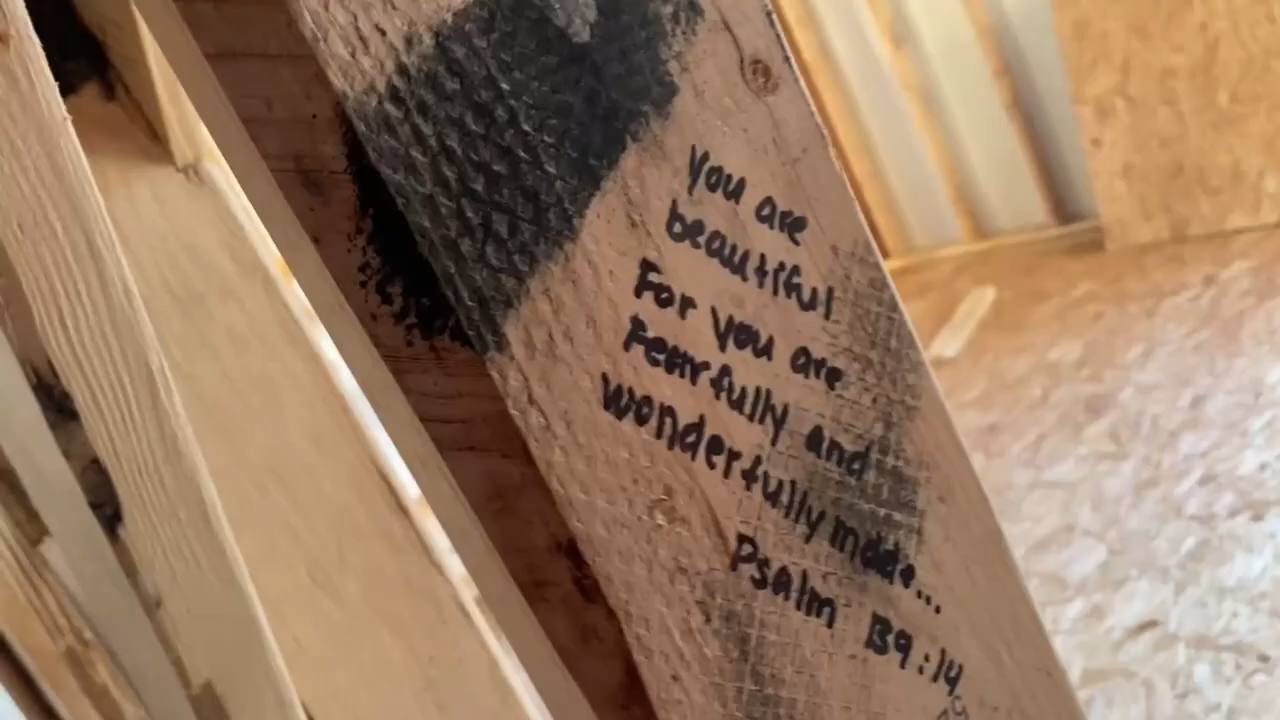 You are
beautiful
For you are
Fearfully and
wonderfully made...
Psalm 139:14